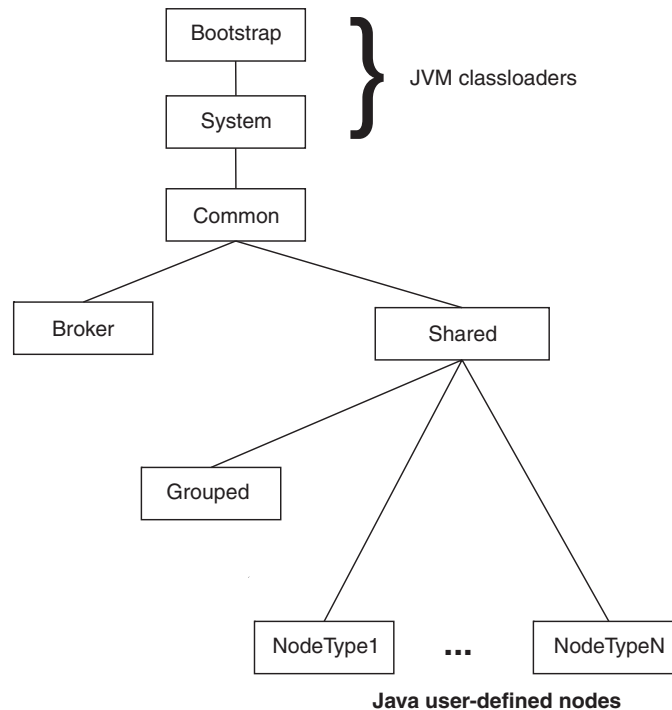 Bootstrap
JVM classloaders
System
Common
Broker
Shared
Grouped
NodeType1
...
NodeTypeN
Java user-defined nodes